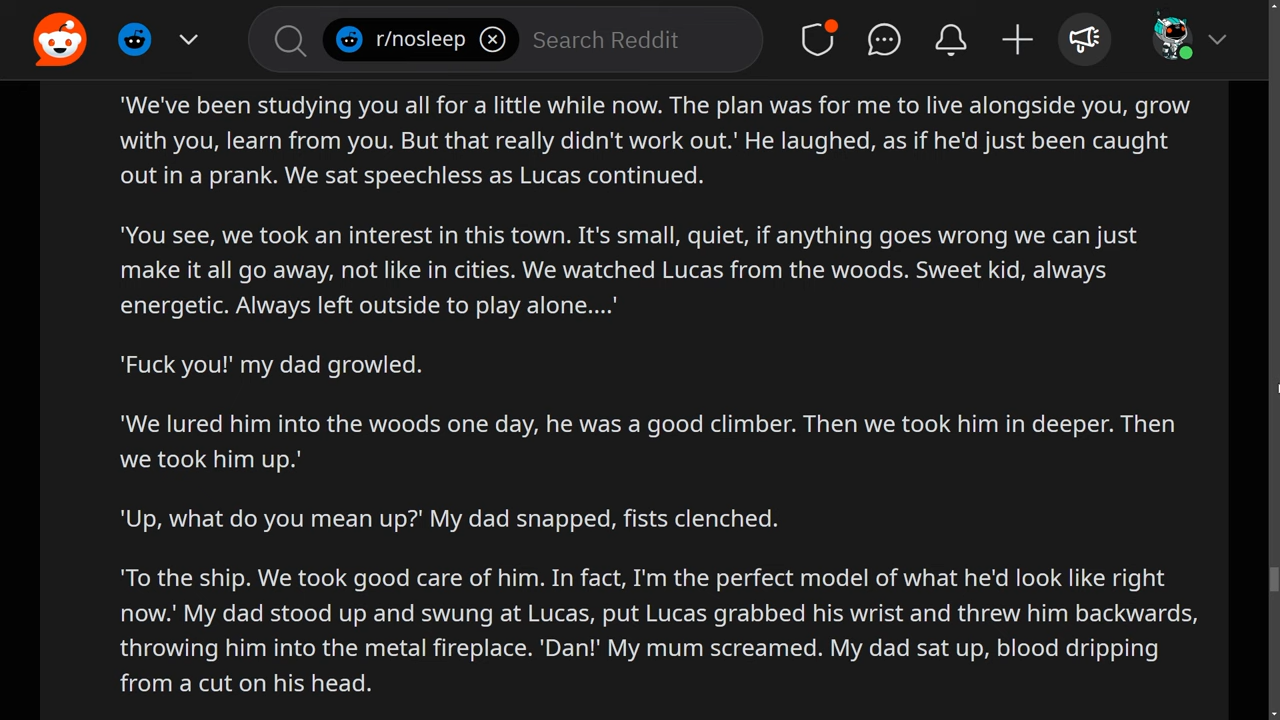 r/nosleep
Search Reddit
'We've been studying you all for a little while now. The plan was for me to live alongside you, grow
with you, learn from you. But that really didn't work out.' He laughed, as if he'd just been caught
out in a prank. We sat speechless as Lucas continued.
'You see, we took an interest in this town. It's small, quiet, if anything goes wrong we can just
make it all go away, not like in cities. We watched Lucas from the woods. Sweet kid, always
energetic. Always left outside to play alone....'
'Fuck you!' my dad growled.
'We lured him into the woods one day, he was a good climber. Then we took him in deeper. Then
we took him up.'
'Up, what do you mean up?' My dad snapped, fists clenched.
'To the ship. We took good care of him. In fact, I'm the perfect model of what he'd look like right
now.' My dad stood up and swung at Lucas, put Lucas grabbed his wrist and threw him backwards,
throwing him into the metal fireplace. 'Dan!' My mum screamed. My dad sat up, blood dripping
from a cut on his head.